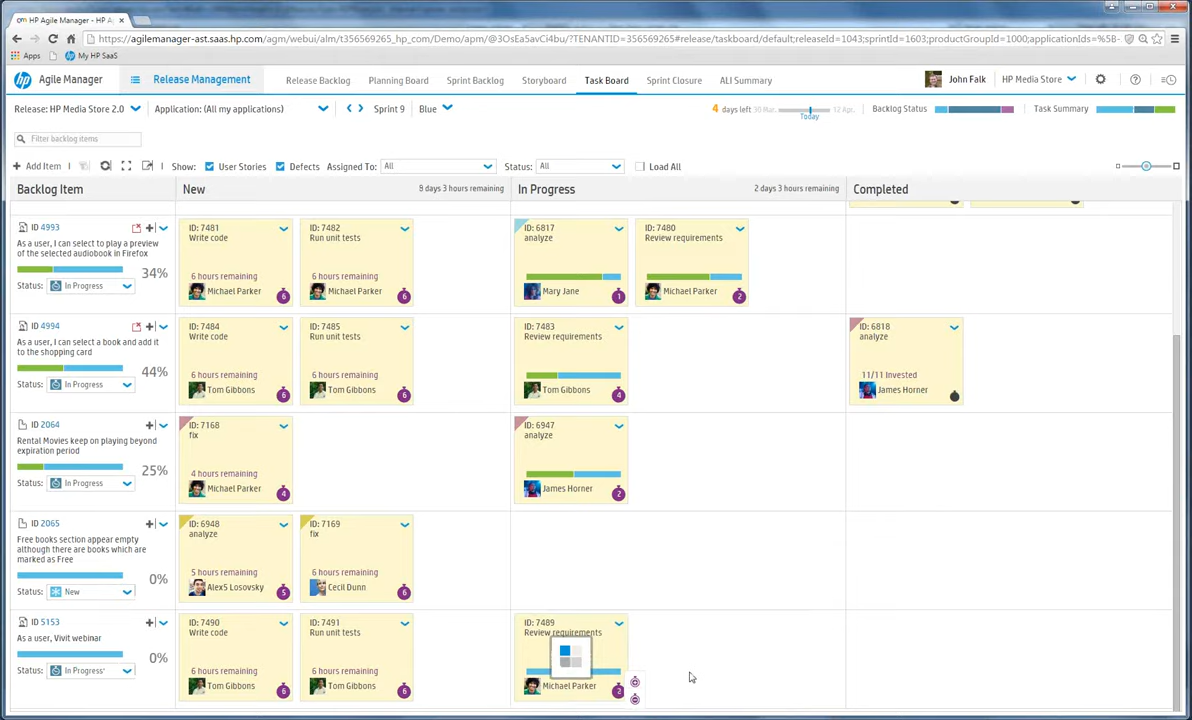 HP Agile Manager - HP A
https://agilemanager-ast.saas.hp.com/agm/webui/alm/t356569265_hp_com/Demo/apm/@3OsEa5avCi4bu/?TENANTID=356569265#release/taskboard/default;releaseId=1043;sprintId=1603;productGroupId=1000;applicationIds=%5B-
Apps My HP SaaS
hp Agile Manager Release Management Release Backlog Planning Board Sprint Backlog Storyboard Task Board Sprint Closure ALI Summary John Falk HP Media Store
Release: HP Media Store 2.0 Application: (All my applications) Sprint 9 Blue 4 days left 30 Mar. 12 Apr. Backlog Status Task Summary
Today
Filter backlog items
Add Item Show: User Stories Defects Assigned To: All Status: All Load All
Backlog Item New 9 days 3 hours remaining In Progress 2 days 3 hours remaining Completed
ID 4993
As a user, I can select to play a preview
of the selected audiobook in Firefox
34%
Status: In Progress
ID: 7481
Write code
6 hours remaining
Michael Parker 6
ID: 7482
Run unit tests
6 hours remaining
Michael Parker 6
ID: 6817
analyze
Mary Jane 1
ID: 7480
Review requirements
Michael Parker 2
ID 4994
As a user, I can select a book and add it
to the shopping card
44%
Status: In Progress
ID: 7484
Write code
6 hours remaining
Tom Gibbons 6
ID: 7485
Run unit tests
6 hours remaining
Tom Gibbons 6
ID: 7483
Review requirements
Tom Gibbons 4
ID: 6818
analyze
11/11 Invested
James Horner
ID 2064
Rental Movies keep on playing beyond
expiration period
25%
Status: In Progress
ID: 7168
fix
4 hours remaining
Michael Parker 4
ID: 6947
analyze
James Horner 2
ID 2065
Free books section appear empty
although there are books which are
marked as Free
0%
Status: New
ID: 6948
analyze
5 hours remaining
AlexS Losovsky 5
ID: 7169
fix
6 hours remaining
Cecil Dunn 6
ID 5153
As a user, Vivit webinar
0%
Status: In Progress*
ID: 7490
Write code
6 hours remaining
Tom Gibbons 6
ID: 7491
Run unit tests
6 hours remaining
Tom Gibbons 6
ID: 7489
Review requirements
Michael Parker 2